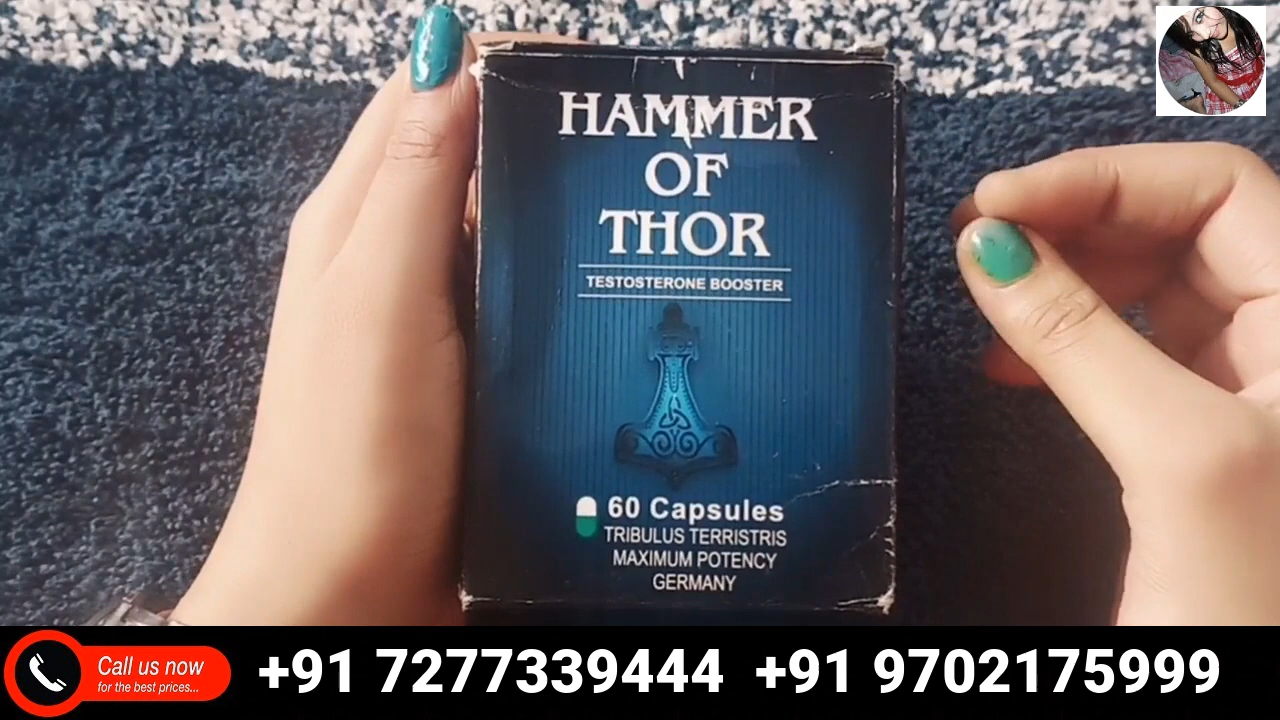 HAMMER
OF
THOR
TESTOSTERONE BOOSTER
60 Capsules
TRIBULUS TERRISTRIS
MAXIMUM POTENCY
GERMANY
Call us now
for the best prices...
+91 7277339444 +91 9702175999